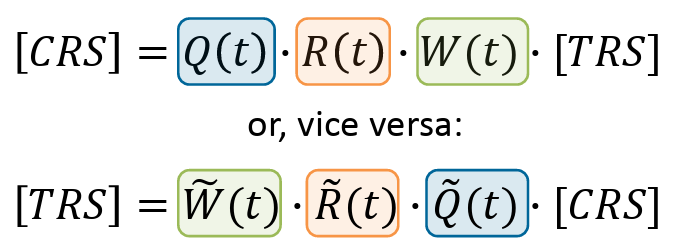 [CRS] = Q(t) · R(t) · W(t) · [TRS]
or, vice versa:
[TRS] = W̃(t) · R̃(t) · Q̃(t) · [CRS]